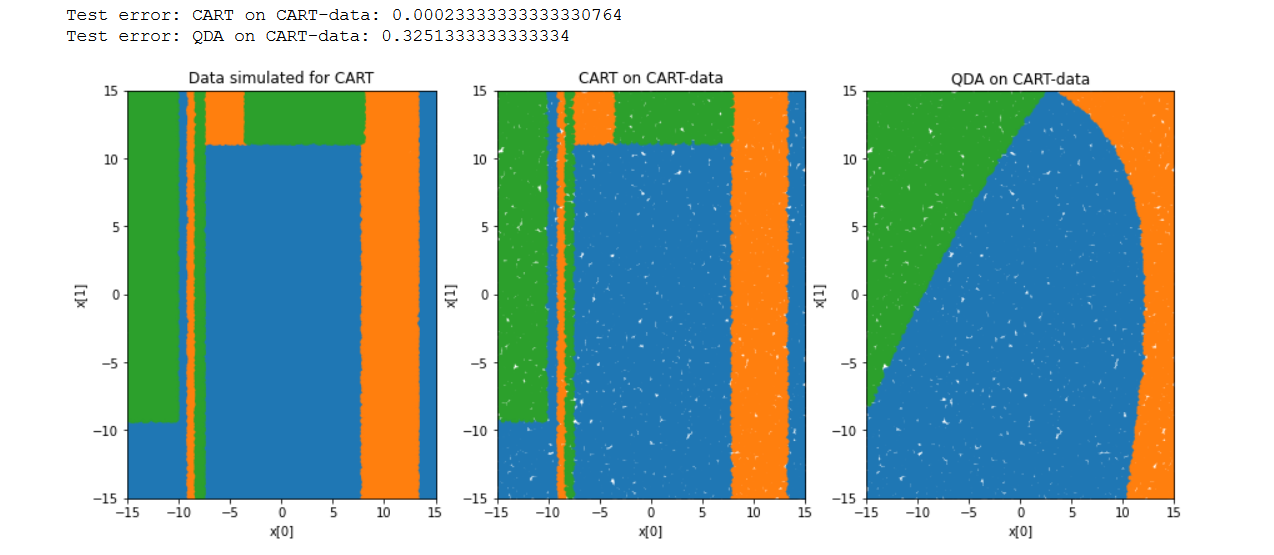 Test error: CART on CART-data: 0.00023333333333330764
Test error: QDA on CART-data: 0.3251333333333334
Data simulated for CART
15
10
5
0
−5
−10
−15
x[1]
−15 −10 −5 0 5 10 15
x[0]
CART on CART-data
15
10
5
0
−5
−10
−15
x[1]
−15 −10 −5 0 5 10 15
x[0]
QDA on CART-data
15
10
5
0
−5
−10
−15
x[1]
−15 −10 −5 0 5 10 15
x[0]